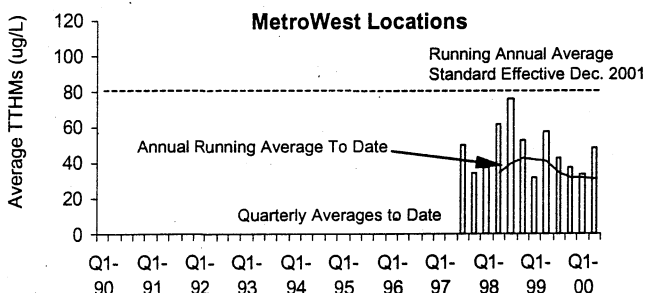 MetroWest Locations
Average TTHMs (ug/L)
120
100
80
60
40
20
0
Running Annual Average
Standard Effective Dec. 2001
Annual Running Average To Date
Quarterly Averages to Date
Q1- Q1- Q1- Q1- Q1- Q1- Q1- Q1- Q1- Q1- Q1-
90 91 92 93 94 95 96 97 98 99 00